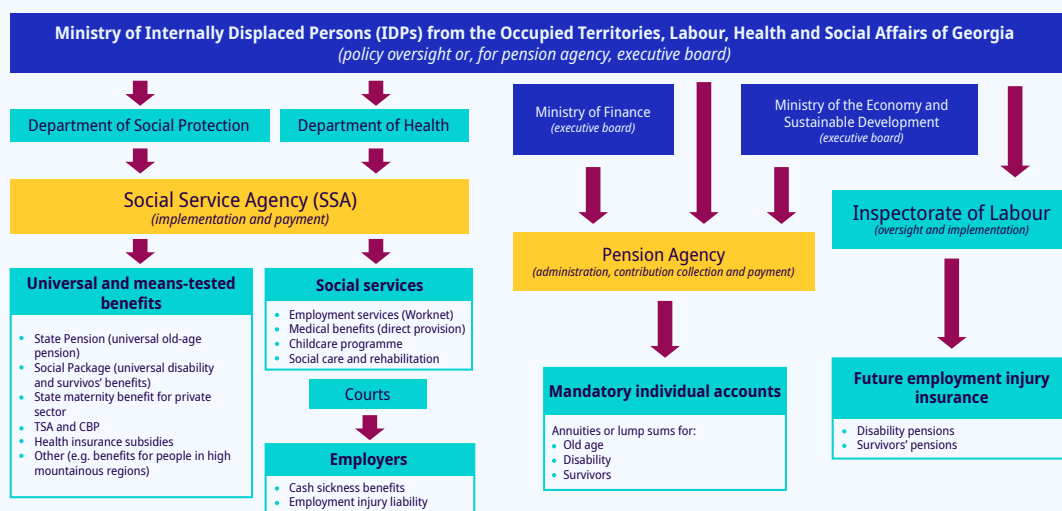 Ministry of Internally Displaced Persons (IDPs) from the Occupied Territories, Labour, Health and Social Affairs of Georgia
(policy oversight or, for pension agency, executive board)
Department of Social Protection
Department of Health
Social Service Agency (SSA)
(implementation and payment)
Universal and means-tested
benefits
• State Pension (universal old-age
pension)
• Social Package (universal disability
and survivos’ benefits)
• State maternity benefit for private
sector
• TSA and CBP
• Health insurance subsidies
• Other (e.g. benefits for people in high
mountainous regions)
Social services
• Employment services (Worknet)
• Medical benefits (direct provision)
• Childcare programme
• Social care and rehabilitation
Courts
Employers
• Cash sickness benefits
• Employment injury liability
Ministry of Finance
(executive board)
Ministry of the Economy and
Sustainable Development
(executive board)
Pension Agency
(administration, contribution collection and payment)
Mandatory individual accounts
Annuities or lump sums for:
• Old age
• Disability
• Survivors
Inspectorate of Labour
(oversight and implementation)
Future employment injury
insurance
• Disability pensions
• Survivors’ pensions